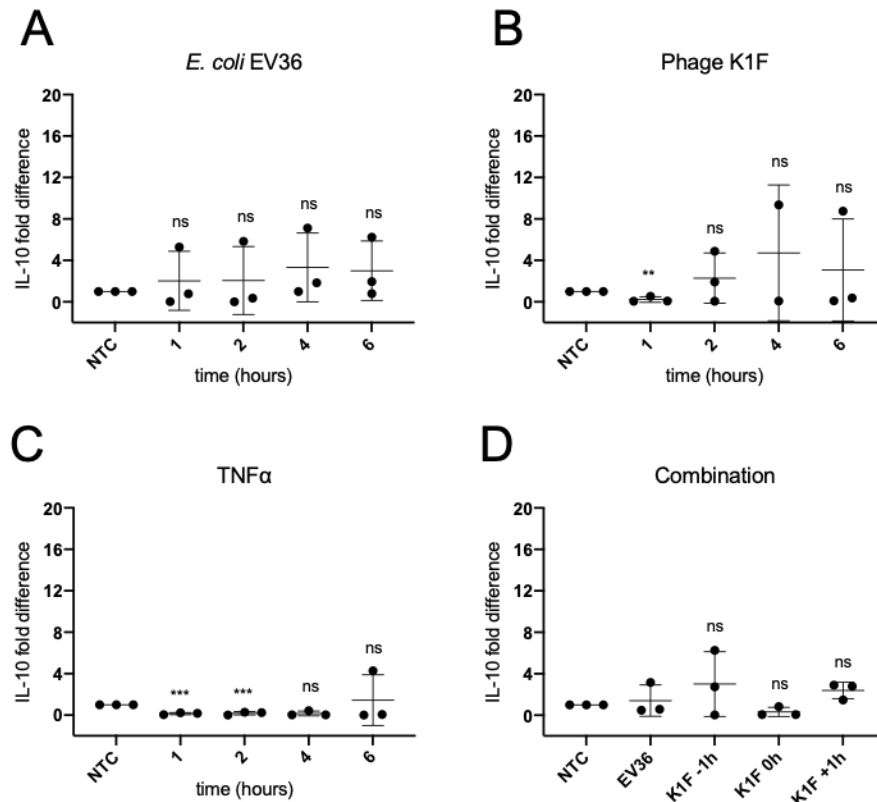 A
E. coli EV36
IL-10 fold difference
20
16
12
8
4
0
ns
ns
ns
ns
NTC
1
2
4
6
time (hours)
B
Phage K1F
IL-10 fold difference
20
16
12
8
4
0
**
ns
ns
ns
NTC
1
2
4
6
time (hours)
C
TNFα
IL-10 fold difference
20
16
12
8
4
0
***
***
ns
ns
NTC
1
2
4
6
time (hours)
D
Combination
IL-10 fold difference
20
16
12
8
4
0
ns
ns
ns
NTC
EV36
K1F -1h
K1F 0h
K1F +1h